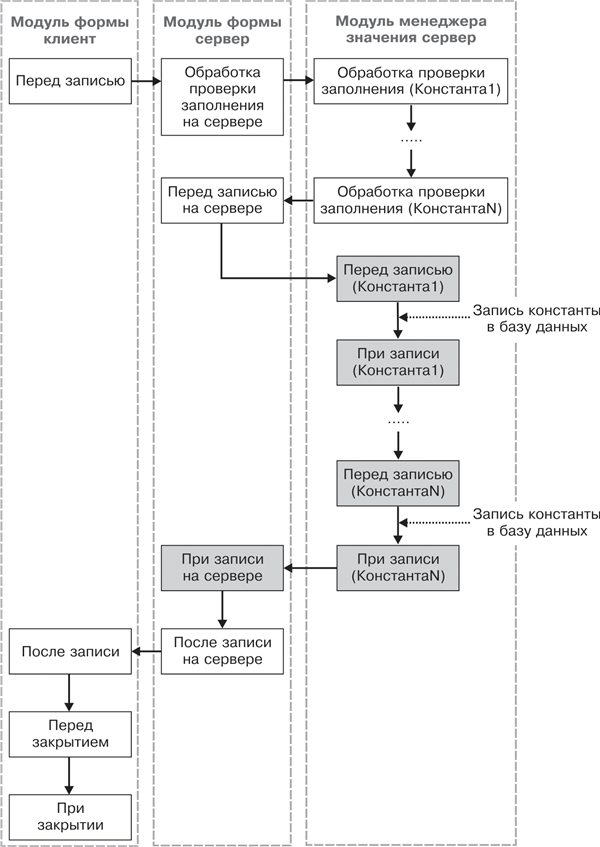 Модуль формы
клиент
Модуль формы
сервер
Модуль менеджера
значения сервер
Перед записью
Обработка
проверки
заполнения
на сервере
Обработка проверки
заполнения (Константа1)
.....
Перед записью
на сервере
Обработка проверки
заполнения (КонстантаN)
Перед записью
(Константа1)
Запись константы
в базу данных
При записи
(Константа1)
.....
Перед записью
(КонстантаN)
Запись константы
в базу данных
При записи
на сервере
При записи
(КонстантаN)
После записи
После записи
на сервере
Перед
закрытием
При
закрытии